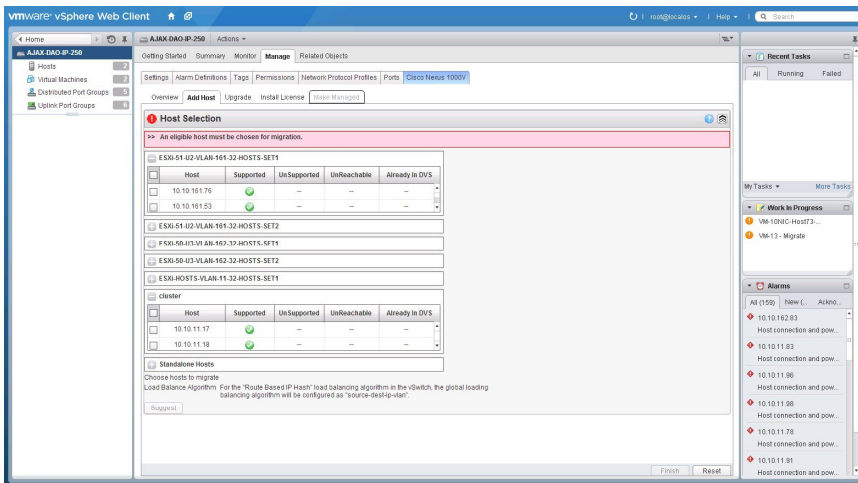 vmware® vSphere Web Client
root@localos
Help
Search
Home
AJAX-DAO-IP-250
Hosts 2
Virtual Machines 2
Distributed Port Groups 5
Uplink Port Groups 6
AJAX-DAO-IP-250 Actions
Getting Started Summary Monitor Manage Related Objects
Settings Alarm Definitions Tags Permissions Network Protocol Profiles Ports Cisco Nexus 1000V
Overview Add Host Upgrade Install License Make Managed
Host Selection
>> An eligible host must be chosen for migration.
ESXi-51-U2-VLAN-161-32-HOSTS-SET1
Host Supported UnSupported UnReachable Already In DVS
10.10.161.76 -- -- --
10.10.161.53 -- -- --
ESXi-51-U2-VLAN-161-32-HOSTS-SET2
ESXi-50-U3-VLAN-162-32-HOSTS-SET1
ESXi-50-U3-VLAN-162-32-HOSTS-SET2
ESXi-HOSTS-VLAN-11-32-HOSTS-SET1
cluster
Host Supported UnSupported UnReachable Already In DVS
10.10.11.17 -- -- --
10.10.11.18 -- -- --
Standalone Hosts
Choose hosts to migrate
Load Balance Algorithm For the "Route Based IP Hash" load balancing algorithm in the vSwitch, the global loading
balancing algorithm will be configured as "source-dest-ip-vlan".
Suggest
Finish Reset
Recent Tasks
All Running Failed
My Tasks More Tasks
Work In Progress
VM-10NIC-Host73-...
VM-13 - Migrate
Alarms
All (159) New (... Ackno...
10.10.162.83
Host connection and pow...
10.10.11.83
Host connection and pow...
10.10.11.96
Host connection and pow...
10.10.11.98
Host connection and pow...
10.10.11.78
Host connection and pow...
10.10.11.91
Host connection and pow...